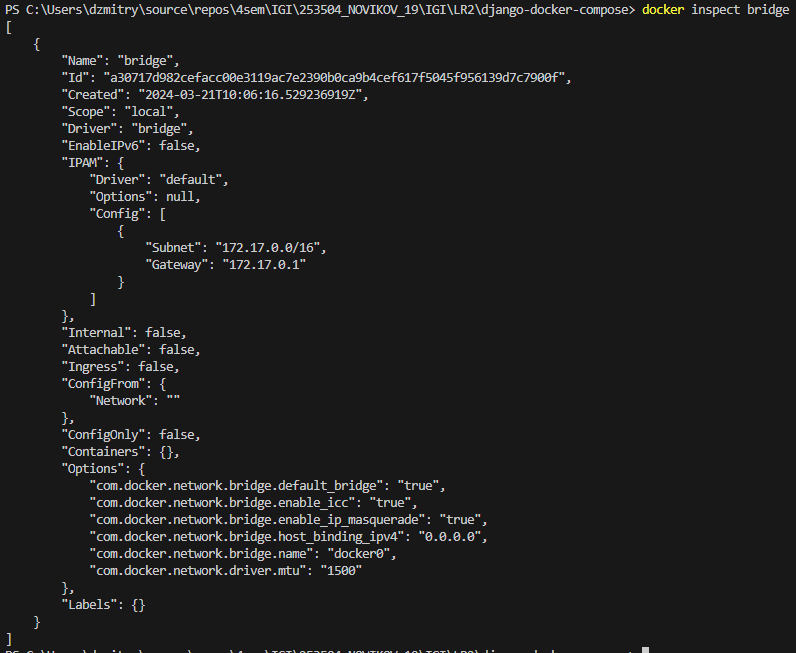 PS C:\Users\dzmitry\source\repos\4sem\IGI\253504_NOVIKOV_19\IGI\LR2\django-docker-compose> docker inspect bridge
[
    {
        "Name": "bridge",
        "Id": "a30717d982cefacc00e3119ac7e2390b0ca9b4cef617f5045f956139d7c7900f",
        "Created": "2024-03-21T10:06:16.529236919Z",
        "Scope": "local",
        "Driver": "bridge",
        "EnableIPv6": false,
        "IPAM": {
            "Driver": "default",
            "Options": null,
            "Config": [
                {
                    "Subnet": "172.17.0.0/16",
                    "Gateway": "172.17.0.1"
                }
            ]
        },
        "Internal": false,
        "Attachable": false,
        "Ingress": false,
        "ConfigFrom": {
            "Network": ""
        },
        "ConfigOnly": false,
        "Containers": {},
        "Options": {
            "com.docker.network.bridge.default_bridge": "true",
            "com.docker.network.bridge.enable_icc": "true",
            "com.docker.network.bridge.enable_ip_masquerade": "true",
            "com.docker.network.bridge.host_binding_ipv4": "0.0.0.0",
            "com.docker.network.bridge.name": "docker0",
            "com.docker.network.driver.mtu": "1500"
        },
        "Labels": {}
    }
]